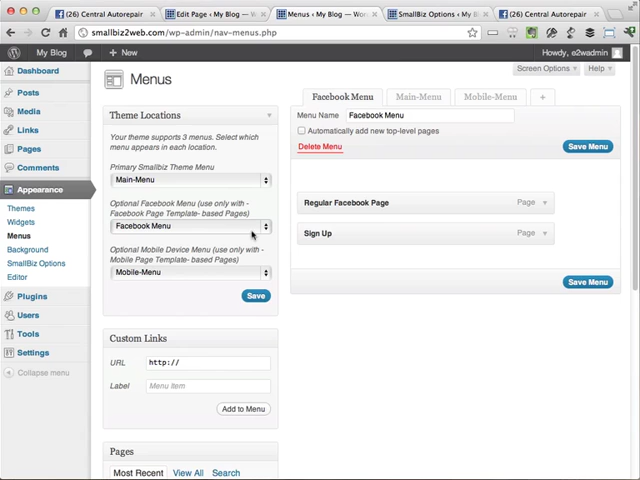 (26) Central Autorepair
Edit Page ‹ My Blog — Wor
Menus ‹ My Blog — WordPr
SmallBiz Options ‹ My Blog
(26) Central Autorepair
smallbiz2web.com/wp-admin/nav-menus.php
My Blog
+ New
Howdy, e2wadmin
Screen Options
Help
Dashboard
Posts
Media
Links
Pages
Comments
Appearance
Themes
Widgets
Menus
Background
SmallBiz Options
Editor
Plugins
Users
Tools
Settings
Collapse menu
Menus
Theme Locations
Your theme supports 3 menus. Select which
menu appears in each location.
Primary Smallbiz Theme Menu
Main-Menu
Optional Facebook Menu (use only with -
Facebook Page Template- based Pages)
Facebook Menu
Optional Mobile Device Menu (use only with -
Mobile Page Template- based Pages)
Mobile-Menu
Save
Custom Links
URL http://
Label Menu Item
Add to Menu
Pages
Most Recent View All Search
Facebook Menu Main-Menu Mobile-Menu +
Menu Name Facebook Menu
Automatically add new top-level pages
Delete Menu
Save Menu
Regular Facebook Page Page
Sign Up Page
Save Menu